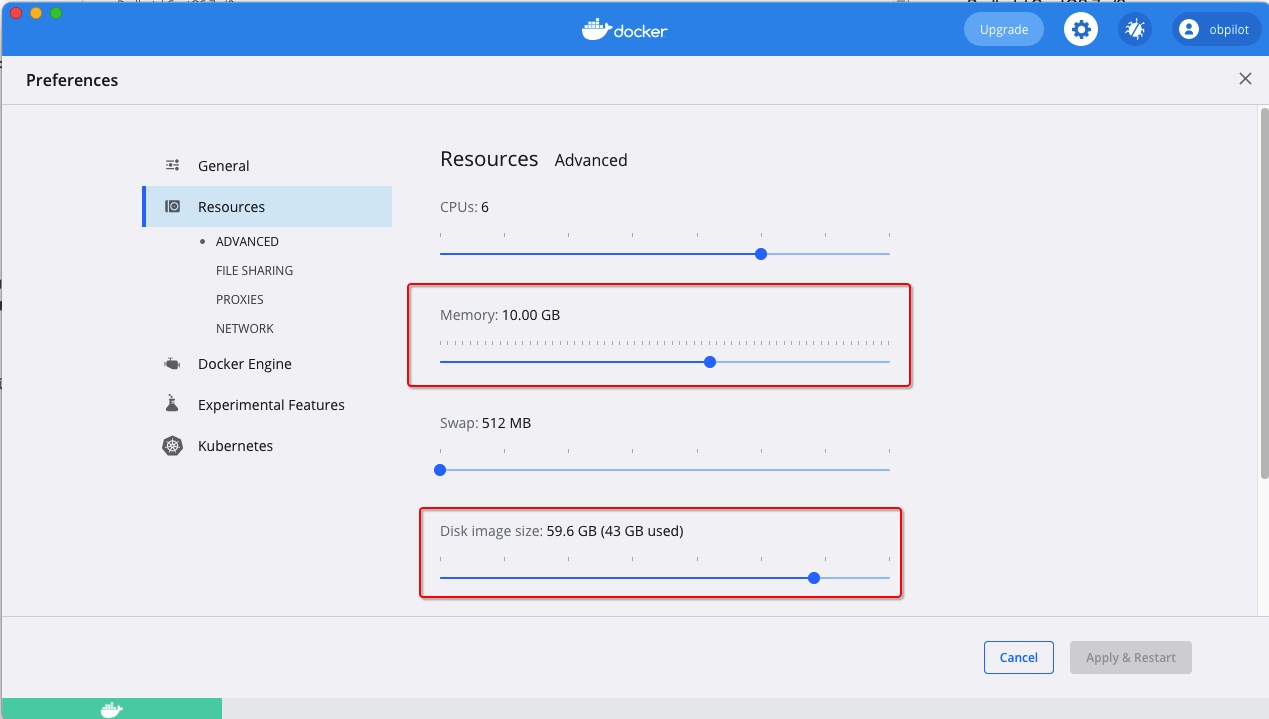 docker
Upgrade
obpilot
Preferences
General
Resources
ADVANCED
FILE SHARING
PROXIES
NETWORK
Docker Engine
Experimental Features
Kubernetes
Resources Advanced
CPUs: 6
Memory: 10.00 GB
Swap: 512 MB
Disk image size: 59.6 GB (43 GB used)
Cancel
Apply & Restart